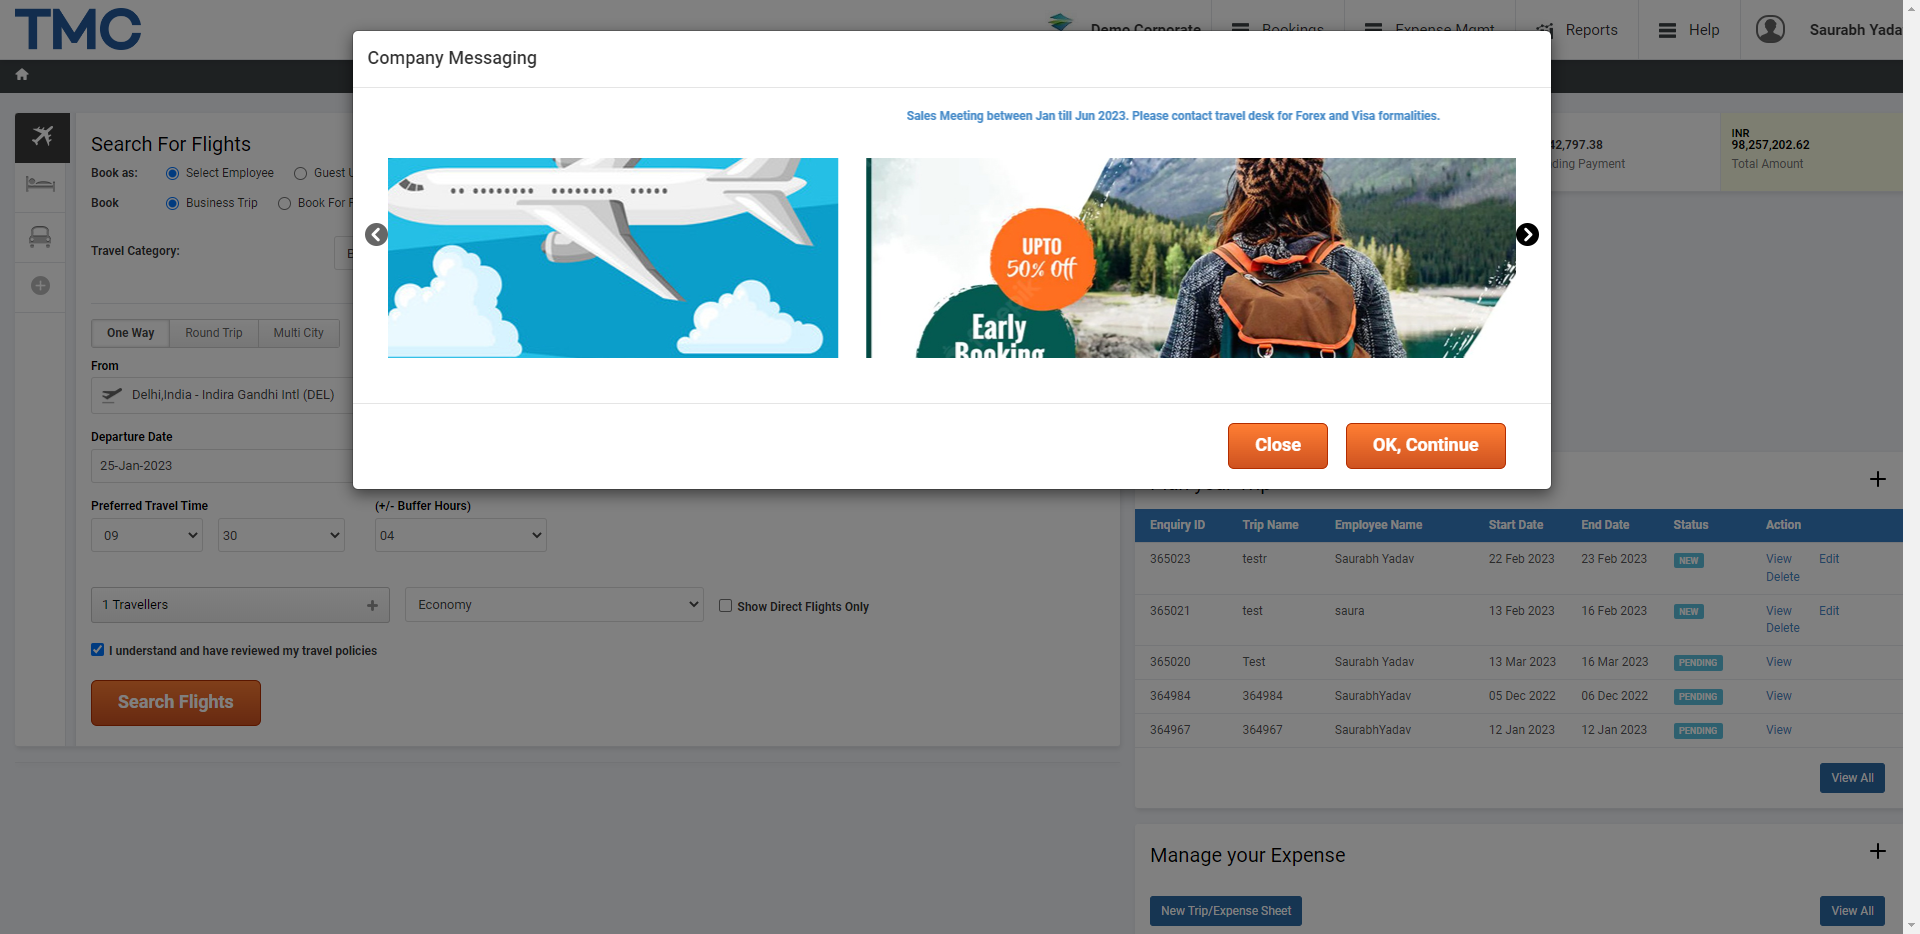 TMC
Demo Corporate
Bookings
Expense Mgmt
Reports
Help
Saurabh Yada
Company Messaging
Sales Meeting between Jan till Jun 2023. Please contact travel desk for Forex and Visa formalities.
UPTO
50% Off
Early
Booking
Close
OK, Continue
Search For Flights
Book as:
Select Employee
Guest
Book
Business Trip
Book For
Travel Category:
One Way
Round Trip
Multi City
From
Delhi,India - Indira Gandhi Intl (DEL)
Departure Date
25-Jan-2023
Preferred Travel Time
(+/- Buffer Hours)
09
30
04
1 Travellers
Economy
Show Direct Flights Only
I understand and have reviewed my travel policies
Search Flights
42,797.38
ding Payment
INR
98,257,202.62
Total Amount
Plan your Trip
Enquiry ID Trip Name Employee Name Start Date End Date Status Action
365023 testr Saurabh Yadav 22 Feb 2023 23 Feb 2023 NEW View Edit
Delete
365021 test saura 13 Feb 2023 16 Feb 2023 NEW View Edit
Delete
365020 Test Saurabh Yadav 13 Mar 2023 16 Mar 2023 PENDING View
364984 364984 SaurabhYadav 05 Dec 2022 06 Dec 2022 PENDING View
364967 364967 SaurabhYadav 12 Jan 2023 12 Jan 2023 PENDING View
View All
Manage your Expense
New Trip/Expense Sheet
View All